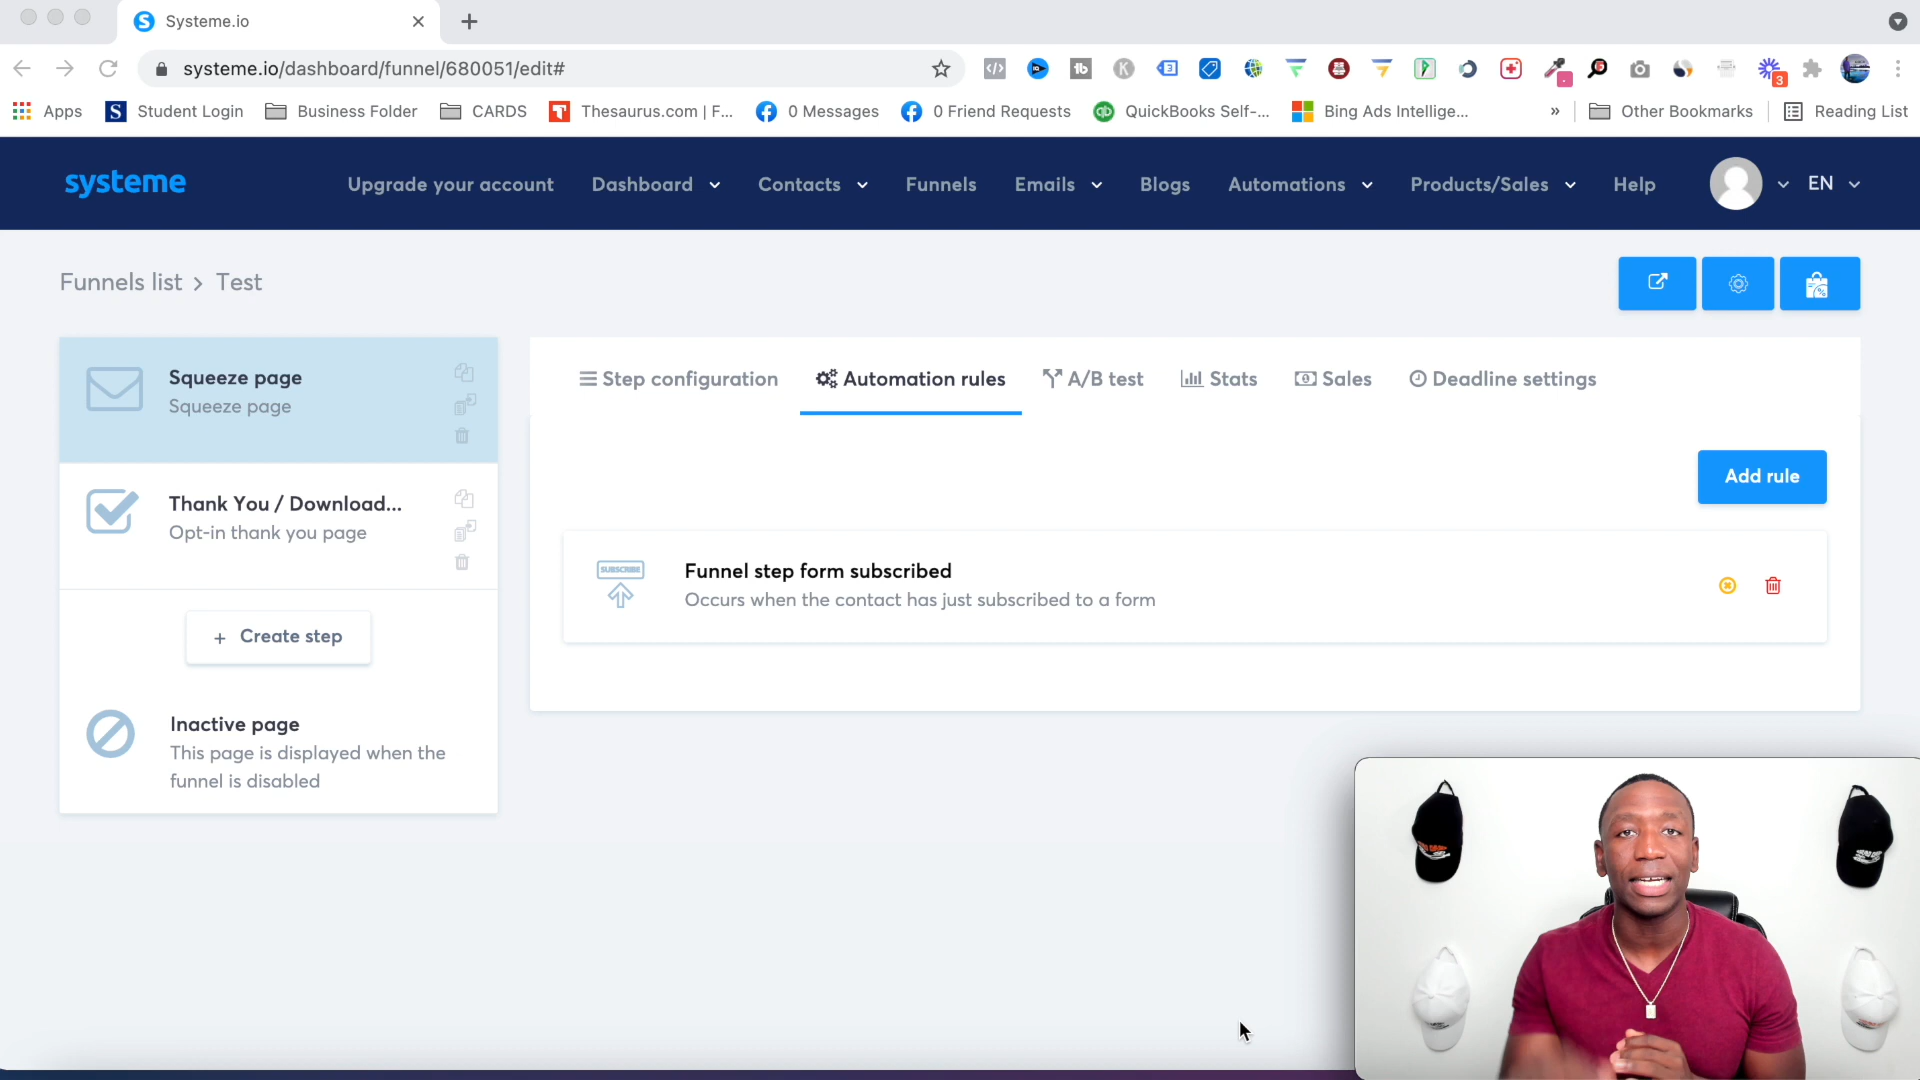 Systeme.io
systeme.io/dashboard/funnel/680051/edit#
Apps
Student Login
Business Folder
CARDS
Thesaurus.com | F...
0 Messages
0 Friend Requests
QuickBooks Self-...
Bing Ads Intellige...
»
Other Bookmarks
Reading List
systeme
Upgrade your account
Dashboard
Contacts
Funnels
Emails
Blogs
Automations
Products/Sales
Help
EN
Funnels list > Test
Squeeze page
Squeeze page
Thank You / Download...
Opt-in thank you page
+ Create step
Inactive page
This page is displayed when the
funnel is disabled
Step configuration
Automation rules
A/B test
Stats
Sales
Deadline settings
Add rule
SUBSCRIBE
Funnel step form subscribed
Occurs when the contact has just subscribed to a form